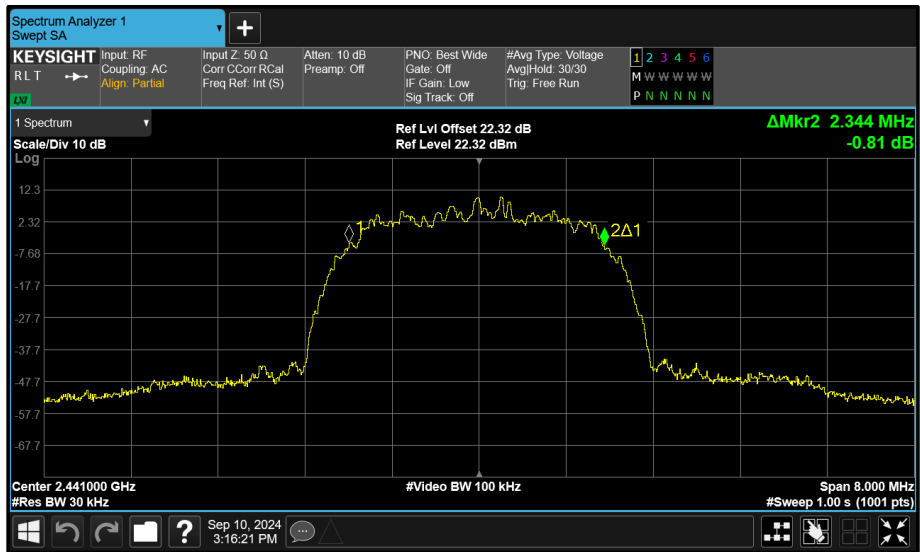 Spectrum Analyzer 1
Swept SA
KEYSIGHT
RLT
LXI
Input: RF
Coupling: AC
Align: Partial
Input Z: 50 Ω
Corr CCorr RCal
Freq Ref: Int (S)
Atten: 10 dB
Preamp: Off
PNO: Best Wide
Gate: Off
IF Gain: Low
Sig Track: Off
#Avg Type: Voltage
Avg|Hold: 30/30
Trig: Free Run
1 2 3 4 5 6
M W W W W W
P N N N N N
1 Spectrum
Scale/Div 10 dB
Log
Ref Lvl Offset 22.32 dB
Ref Level 22.32 dBm
ΔMkr2 2.344 MHz
-0.81 dB
12.3
2.32
-7.68
-17.7
-27.7
-37.7
-47.7
-57.7
-67.7
1
2Δ1
Center 2.441000 GHz
#Res BW 30 kHz
#Video BW 100 kHz
Span 8.000 MHz
#Sweep 1.00 s (1001 pts)
?
Sep 10, 2024
3:16:21 PM